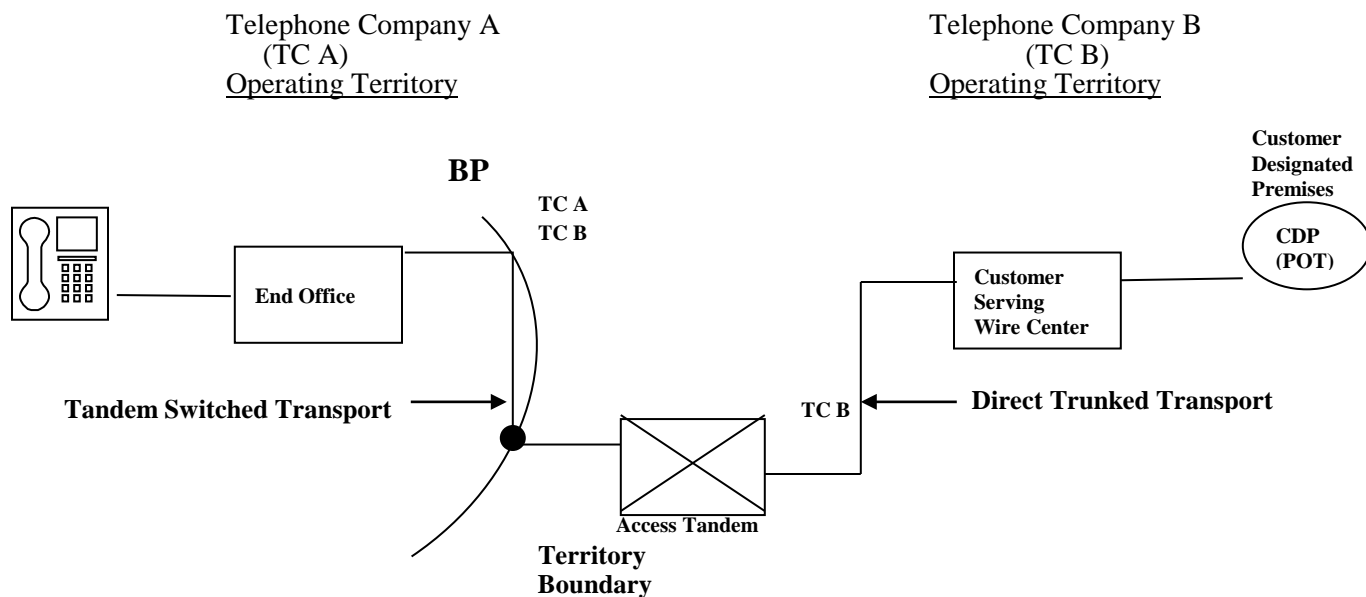 Telephone Company A
(TC A)
Operating Territory
Telephone Company B
(TC B)
Operating Territory
Customer
Designated
Premises
BP
TC A
TC B
CDP
(POT)
End Office
Customer
Serving
Wire Center
Tandem Switched Transport
TC B
Direct Trunked Transport
Access Tandem
Territory
Boundary